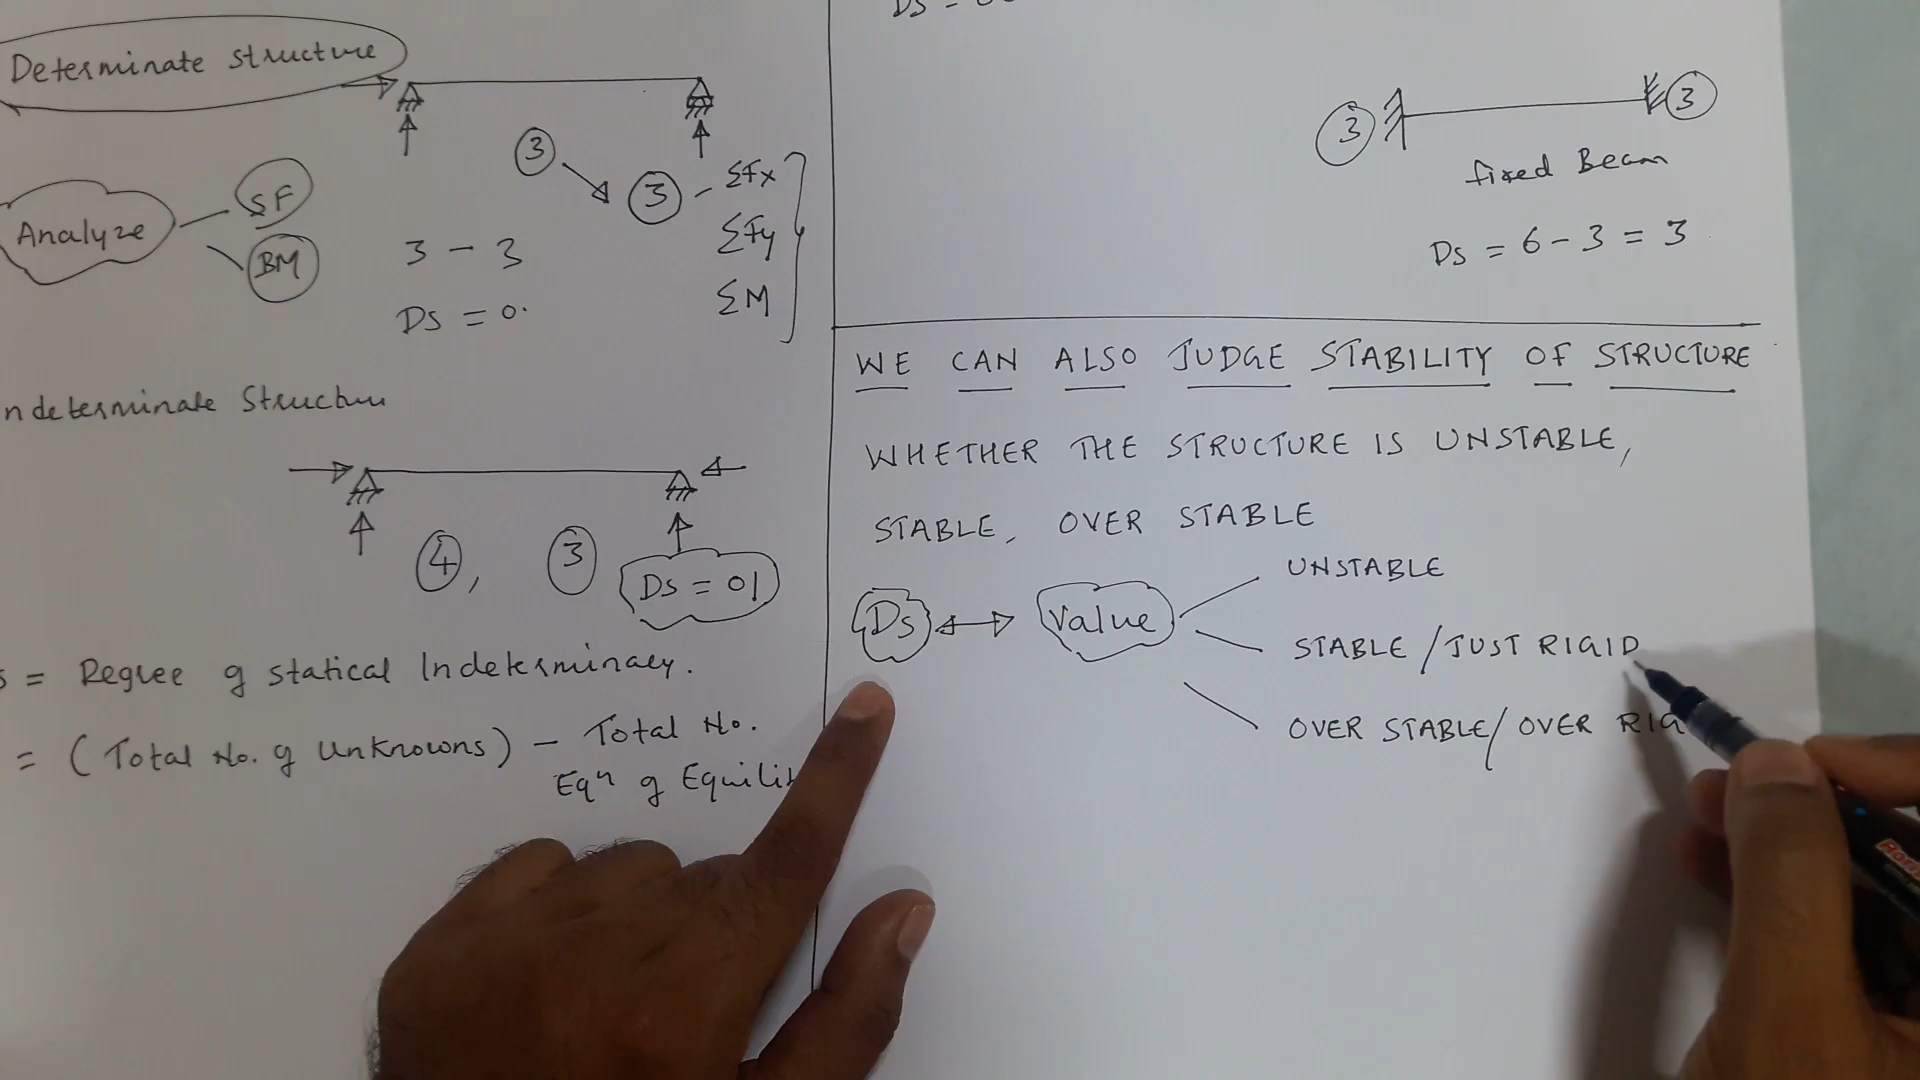 Determinate structure
3
3 - Σfx
Σfy
ΣM
Analyze
SF
BM
3 - 3
Ds = 0.
ndeterminate Structure
4, 3
Ds = 01
s = Degree of statical Indeterminacy.
= (Total No. of Unknowns) - Total No.
Eqn of Equilib
Ds =
3
3
fixed Beam
Ds = 6 - 3 = 3
WE CAN ALSO JUDGE STABILITY OF STRUCTURE
WHETHER THE STRUCTURE IS UNSTABLE,
STABLE, OVER STABLE
Ds ↔ Value
UNSTABLE
STABLE / JUST RIGID
OVER STABLE / OVER RIG